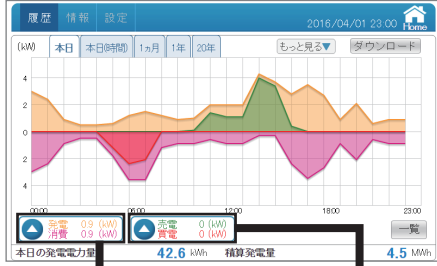 履歴 情報 設定 2016/04/01 23:00 Home
(kW) 本日 本日(時間) 1ヵ月 1年 20年 もっと見る▼ ダウンロード
4
2
0
2
4
00:00 06:00 12:00 18:00 23:00
発電 0.9 (kW) 売電 0 (kW)
消費 0.9 (kW) 買電 0 (kW) 一覧
本日の発電電力量 42.6 kWh 積算発電量 4.5 MWh